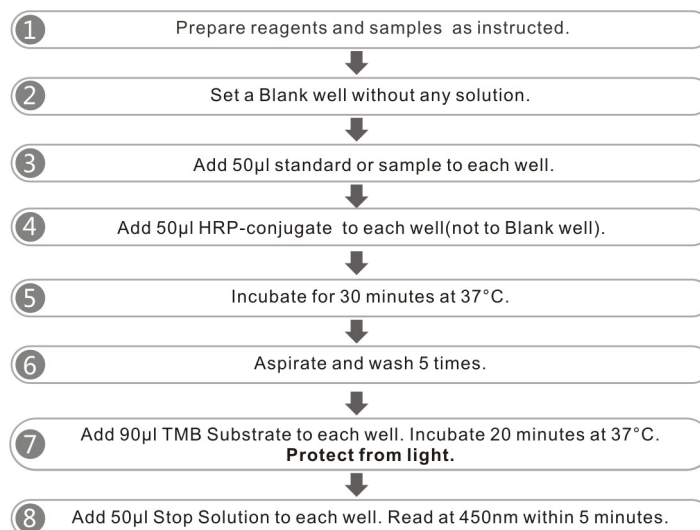 1 Prepare reagents and samples as instructed.
2 Set a Blank well without any solution.
3 Add 50μl standard or sample to each well.
4 Add 50μl HRP-conjugate to each well(not to Blank well).
5 Incubate for 30 minutes at 37°C.
6 Aspirate and wash 5 times.
7 Add 90μl TMB Substrate to each well. Incubate 20 minutes at 37°C.
Protect from light.
8 Add 50μl Stop Solution to each well. Read at 450nm within 5 minutes.